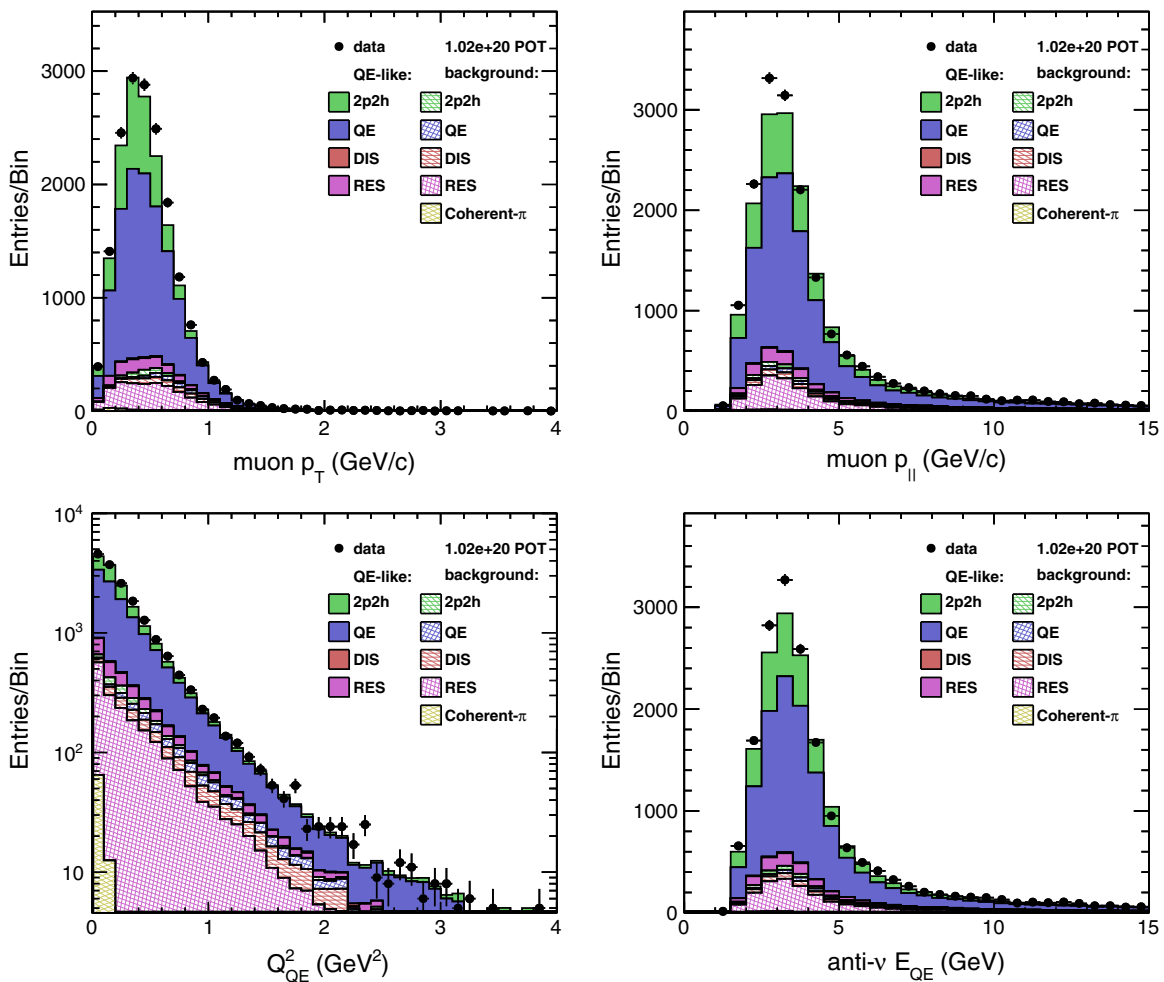 3000
2000
1000
0
Entries/Bin
data 1.02e+20 POT
QE-like: background:
2p2h 2p2h
QE QE
DIS DIS
RES RES
Coherent-π
0 1 2 3 4
muon p_T (GeV/c)
3000
2000
1000
0
Entries/Bin
data 1.02e+20 POT
QE-like: background:
2p2h 2p2h
QE QE
DIS DIS
RES RES
Coherent-π
0 5 10 15
muon p_|| (GeV/c)
10^4
10^3
10^2
10
Entries/Bin
data 1.02e+20 POT
QE-like: background:
2p2h 2p2h
QE QE
DIS DIS
RES RES
Coherent-π
0 1 2 3 4
Q^2_QE (GeV^2)
3000
2000
1000
0
Entries/Bin
data 1.02e+20 POT
QE-like: background:
2p2h 2p2h
QE QE
DIS DIS
RES RES
Coherent-π
0 5 10 15
anti-ν E_QE (GeV)